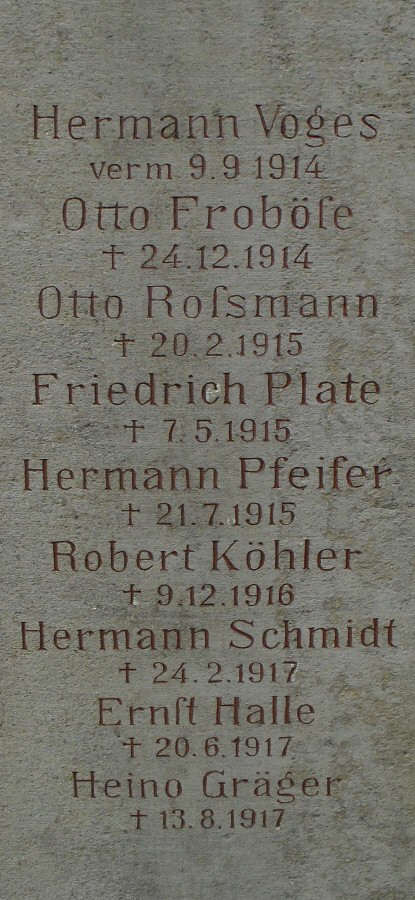 Hermann Voges
verm 9.9 1914
Otto Froböſe
† 24.12.1914
Otto Roſsmann
† 20.2.1915
Friedrich Plate
† 7.5.1915
Hermann Pfeifer
† 21.7.1915
Robert Köhler
† 9.12.1916
Hermann Schmidt
† 24.2.1917
Ernſt Halle
† 20.6.1917
Heino Gräger
† 13.8.1917